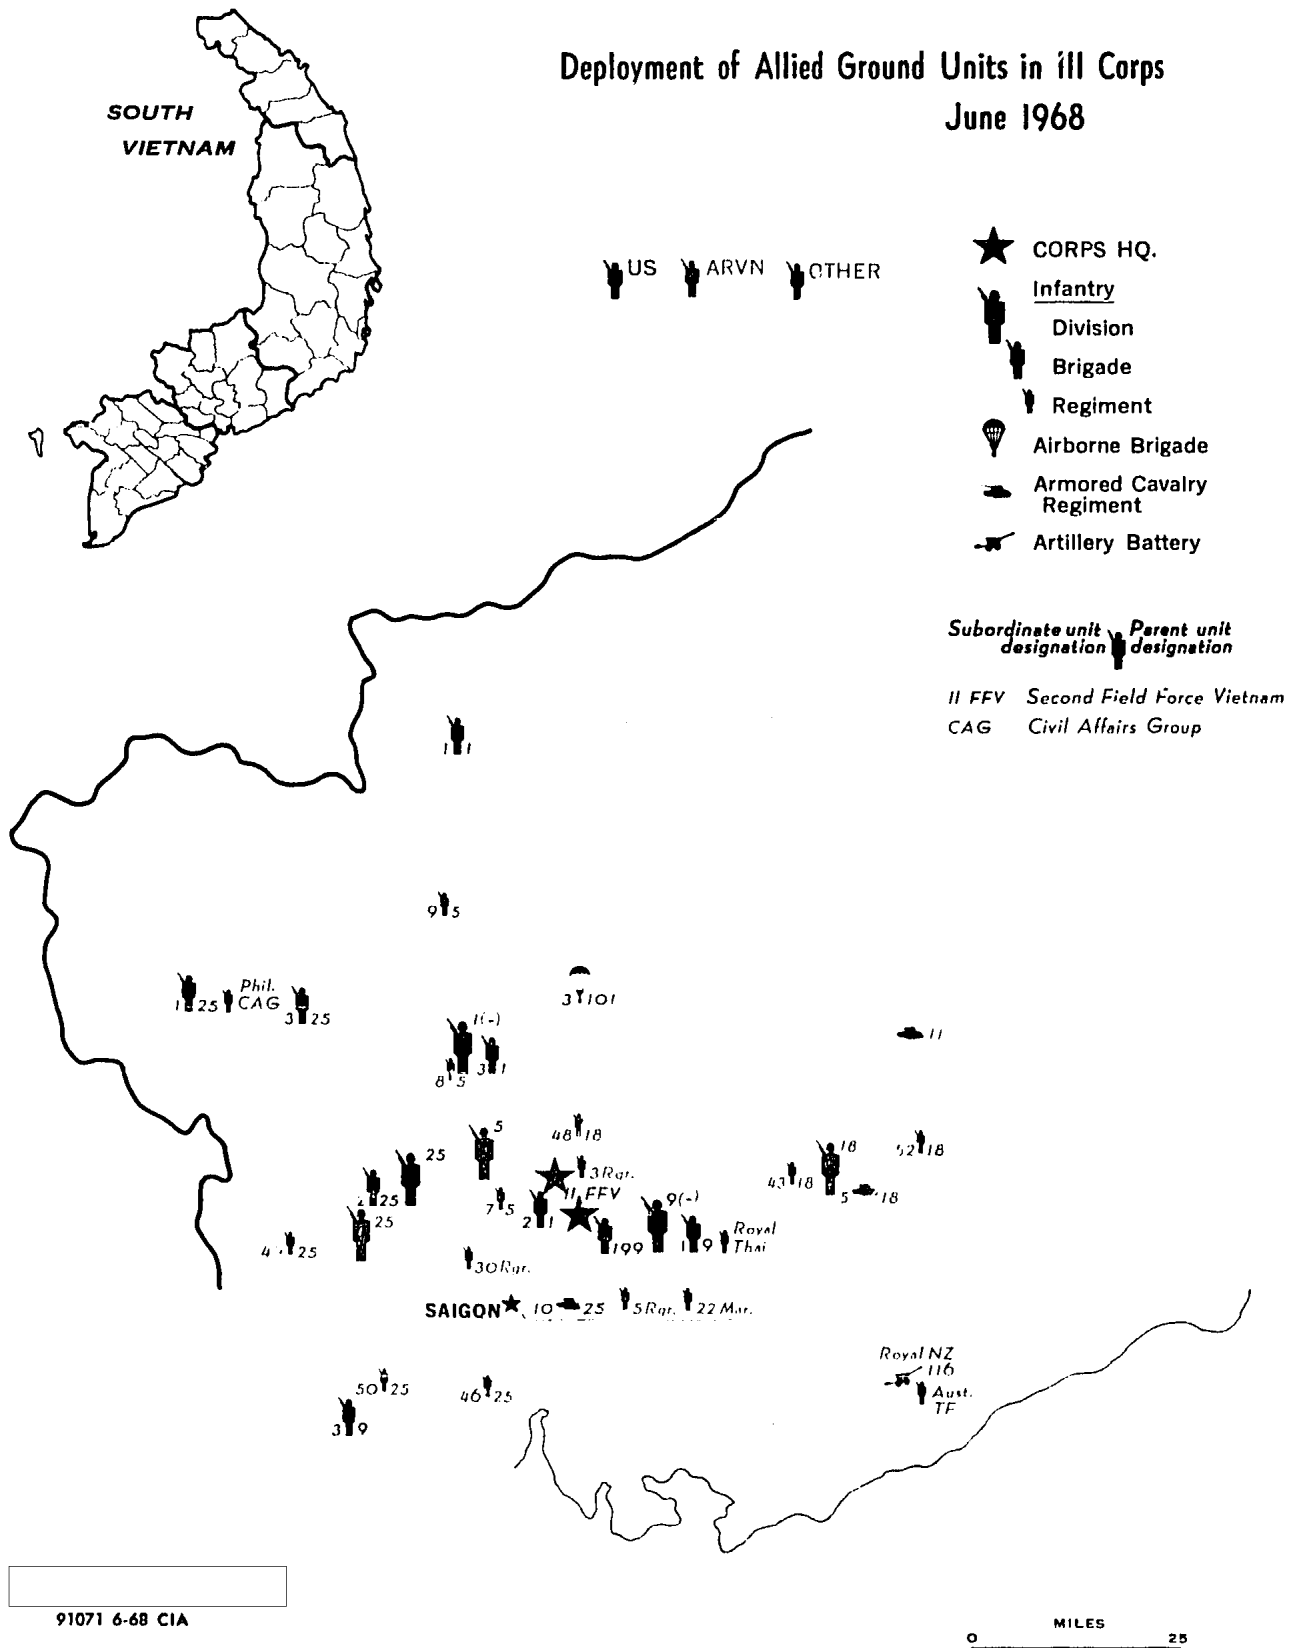 Deployment of Allied Ground Units in III Corps
June 1968
SOUTH
VIETNAM
US ARVN OTHER
CORPS HQ.
Infantry
Division
Brigade
Regiment
Airborne Brigade
Armored Cavalry
Regiment
Artillery Battery
Subordinate unit designation
Parent unit designation
II FFV Second Field Force Vietnam
CAG Civil Affairs Group
1 1
9 5
1 25
Phil.
CAG
3 25
3 101
1(-)
3 1
8 5
11
48 18
5
25
3 Rgr.
52 18
18
43 18
5 18
25
II FFV
7 5
2 1
9(-)
25
199
1 9
Royal
Thai
25
30 Rgr.
SAIGON
10 25
5 Rgr.
22 Mar.
Royal NZ
116
Aust.
TF
50 25
46 25
3 9
91071 6-68 CIA
MILES
0 25